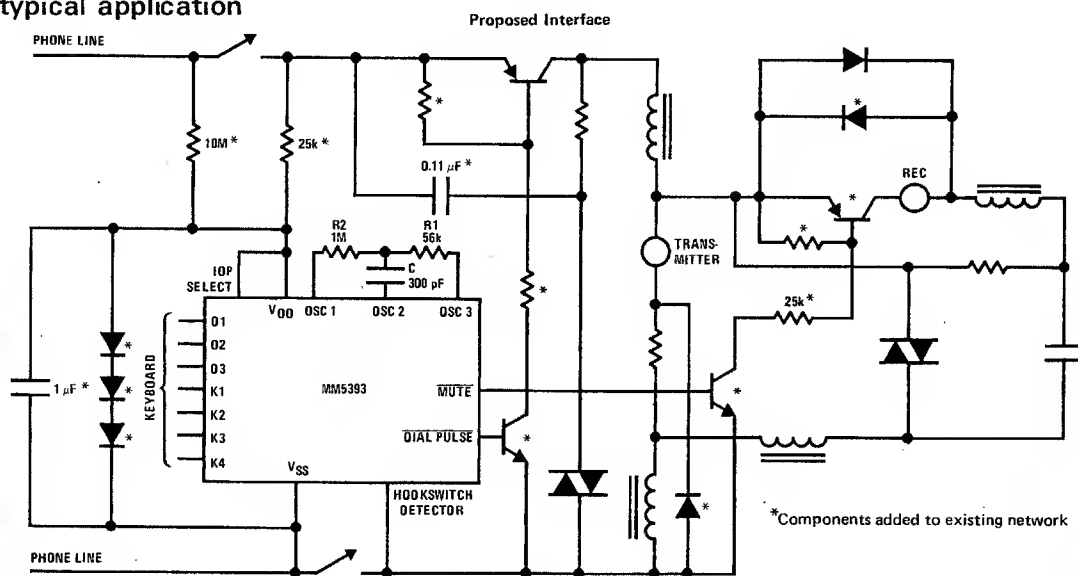 typical application
Proposed Interface
PHONE LINE
10M*
25k*
*
0.11 µF*
REC
*
*
*
R2
1M
R1
56k
C
300 pF
TRANS-
MITTER
IOP
SELECT
VDD
OSC 1
OSC 2
OSC 3
*
25k*
KEYBOARD
O1
O2
O3
K1
K2
K3
K4
MM5393
MUTE
DIAL PULSE
VSS
1 µF*
*
*
*
*
*
*
HOOKSWITCH
DETECTOR
*Components added to existing network
PHONE LINE